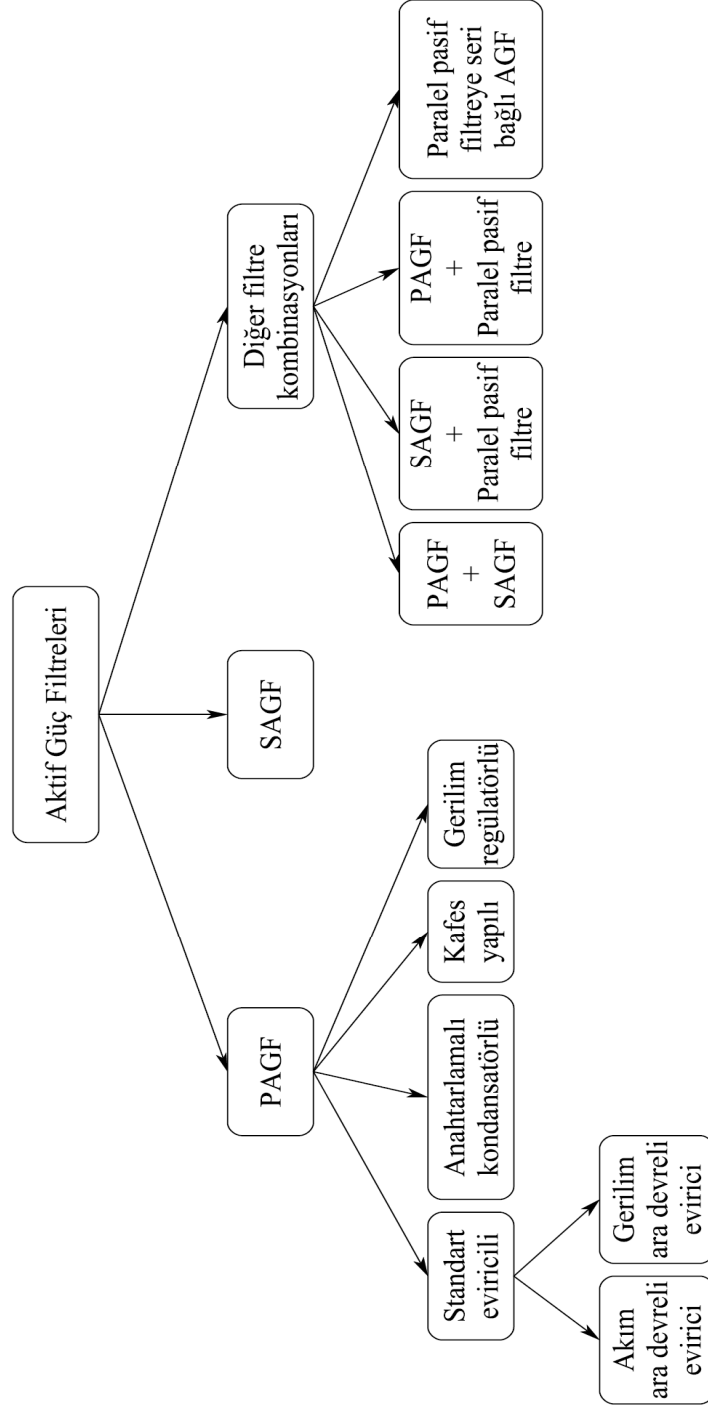 Aktif Güç Filtreleri
PAGF
SAGF
Diğer filtre
kombinasyonları
Standart
eviricili
Anahtarlamalı
kondansatörlü
Kafes
yapılı
Gerilim
regülatörlü
PAGF
+
SAGF
SAGF
+
Paralel pasif
filtre
PAGF
+
Paralel pasif
filtre
Paralel pasif
filtreye seri
bağlı AGF
Akım
ara devreli
evirici
Gerilim
ara devreli
evirici